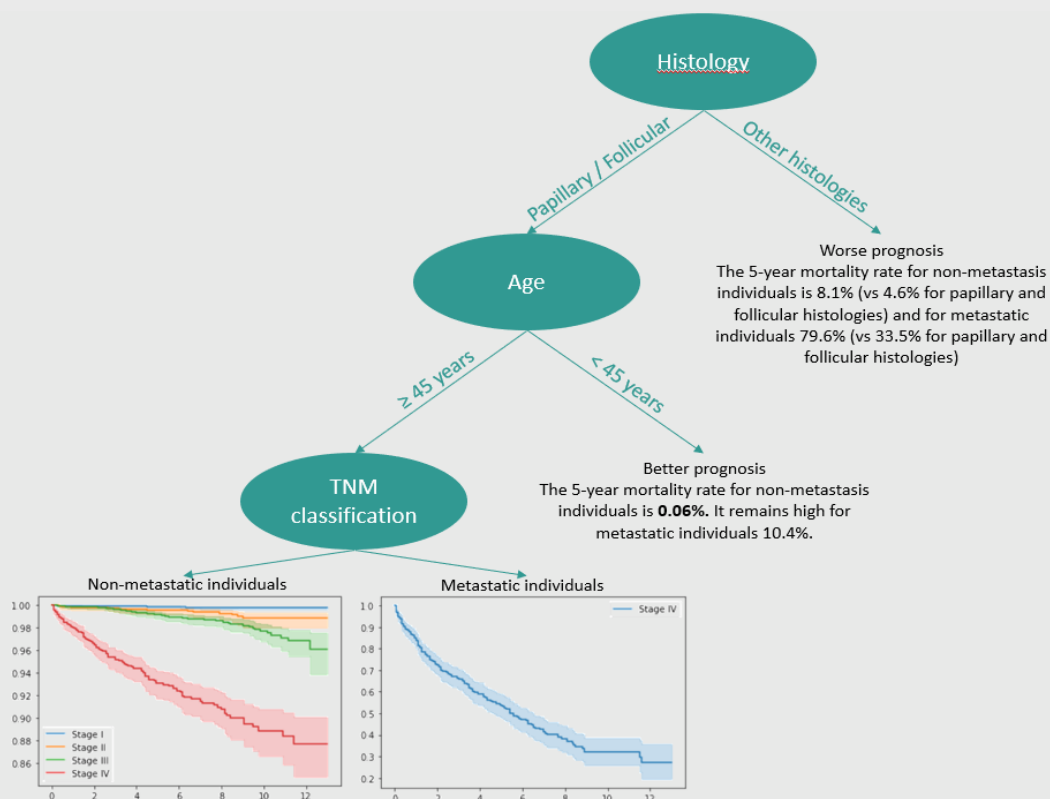 Histology
Papillary / Follicular
Other histologies
Age
Worse prognosis
The 5-year mortality rate for non-metastasis
individuals is 8.1% (vs 4.6% for papillary and
follicular histologies) and for metastatic
individuals 79.6% (vs 33.5% for papillary and
follicular histologies)
≥ 45 years
< 45 years
TNM
classification
Better prognosis
The 5-year mortality rate for non-metastasis
individuals is 0.06%. It remains high for
metastatic individuals 10.4%.
Non-metastatic individuals
1.00
0.98
0.96
0.94
0.92
0.90
0.88
0.86
Stage I
Stage II
Stage III
Stage IV
0 2 4 6 8 10 12
Metastatic individuals
1.0
0.9
0.8
0.7
0.6
0.5
0.4
0.3
0.2
Stage IV
0 2 4 6 8 10 12